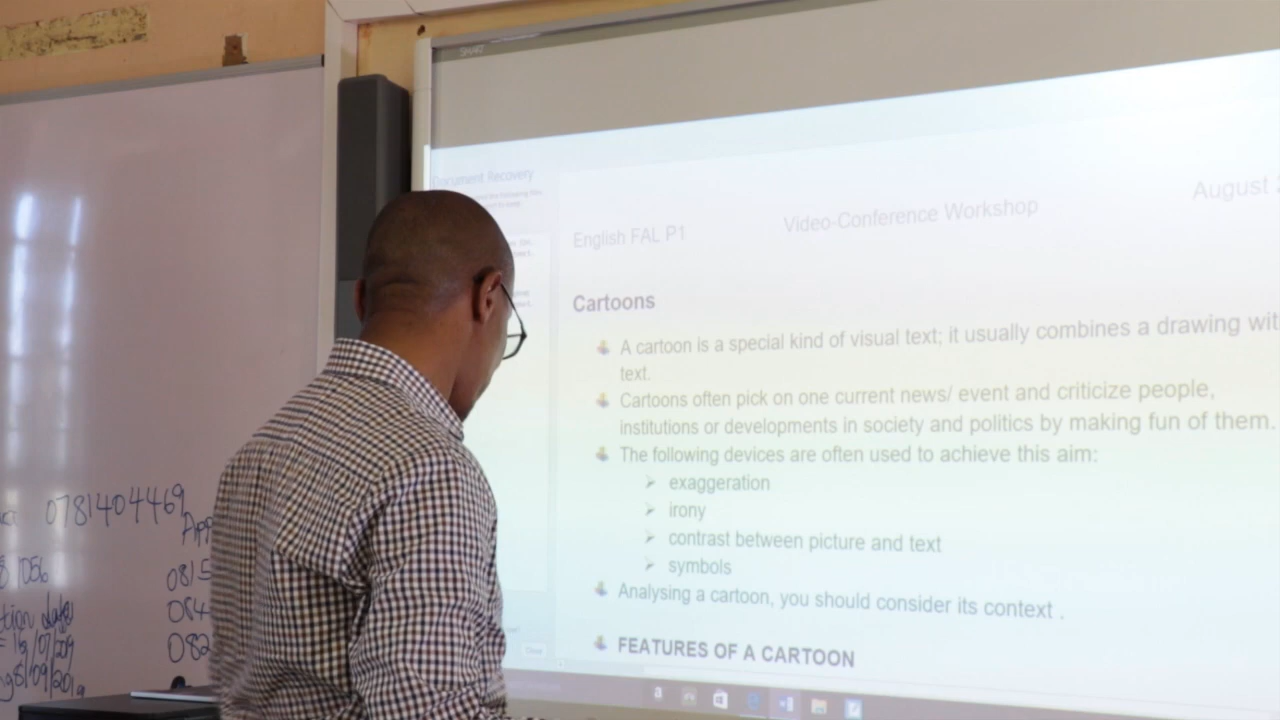 SMART
Document Recovery
English FAL P1
Video-Conference Workshop
August
Cartoons
A cartoon is a special kind of visual text; it usually combines a drawing wit
text.
Cartoons often pick on one current news/ event and criticize people,
institutions or developments in society and politics by making fun of them.
The following devices are often used to achieve this aim:
exaggeration
irony
contrast between picture and text
symbols
Analysing a cartoon, you should consider its context .
FEATURES OF A CARTOON
Close
0781404469
App
1056
0815
084
082